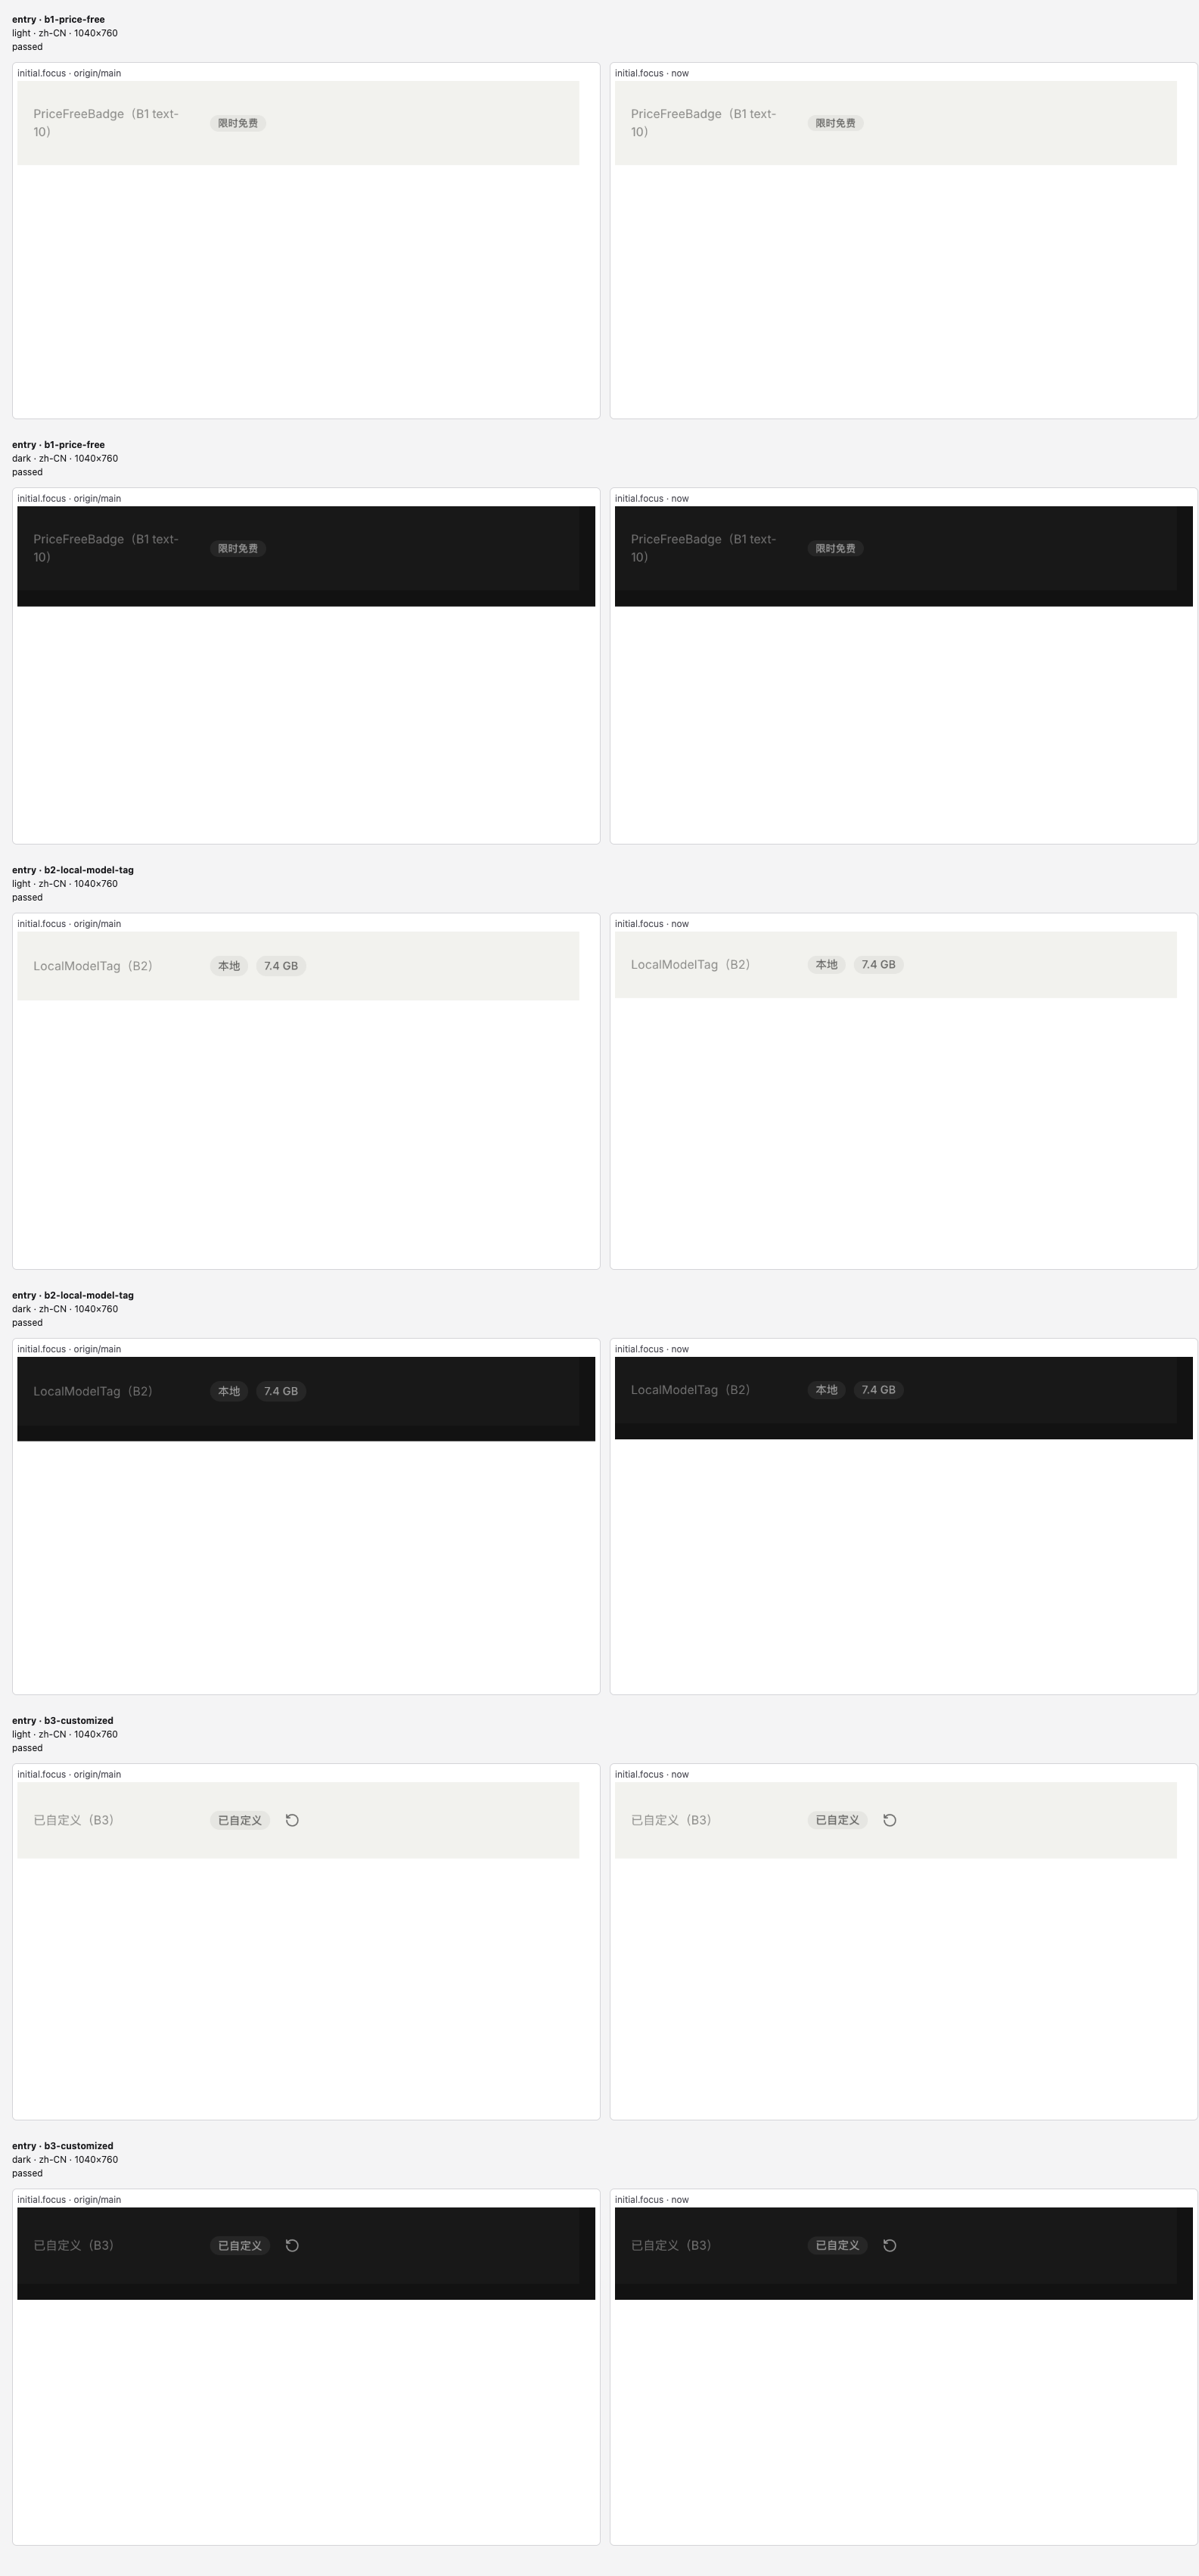 entry · b1-price-free
light · zh-CN · 1040×760
passed
initial.focus · origin/main
PriceFreeBadge（B1 text-
10）
限时免费
initial.focus · now
PriceFreeBadge（B1 text-
10）
限时免费
entry · b1-price-free
dark · zh-CN · 1040×760
passed
initial.focus · origin/main
PriceFreeBadge（B1 text-
10）
限时免费
initial.focus · now
PriceFreeBadge（B1 text-
10）
限时免费
entry · b2-local-model-tag
light · zh-CN · 1040×760
passed
initial.focus · origin/main
LocalModelTag（B2） 本地 7.4 GB
initial.focus · now
LocalModelTag（B2） 本地 7.4 GB
entry · b2-local-model-tag
dark · zh-CN · 1040×760
passed
initial.focus · origin/main
LocalModelTag（B2） 本地 7.4 GB
initial.focus · now
LocalModelTag（B2） 本地 7.4 GB
entry · b3-customized
light · zh-CN · 1040×760
passed
initial.focus · origin/main
已自定义（B3） 已自定义
initial.focus · now
已自定义（B3） 已自定义
entry · b3-customized
dark · zh-CN · 1040×760
passed
initial.focus · origin/main
已自定义（B3） 已自定义
initial.focus · now
已自定义（B3） 已自定义